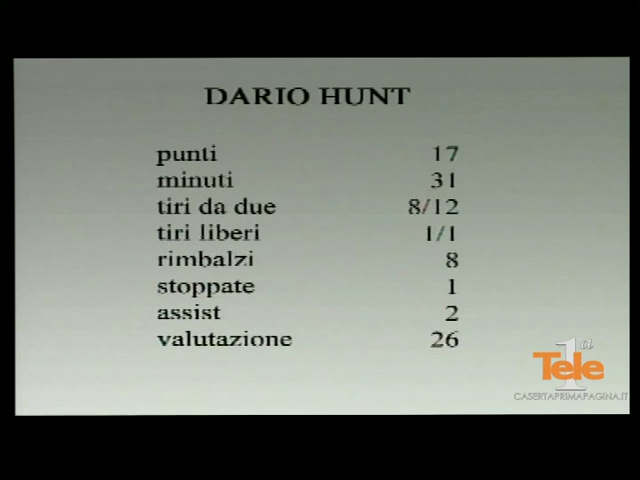 DARIO HUNT
punti 17
minuti 31
tiri da due 8/12
tiri liberi 1/1
rimbalzi 8
stoppate 1
assist 2
valutazione 26
1a
Tele
CASERTAPRIMAPAGINA.IT